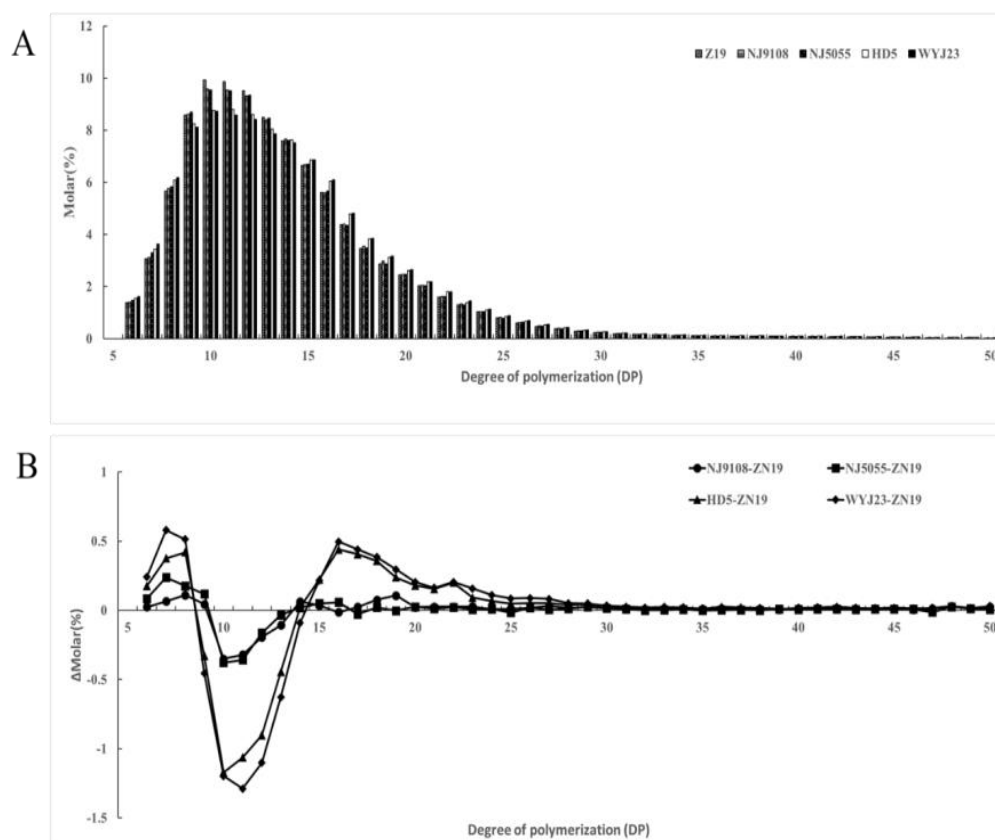 A
12
10
8
6
4
2
0
Molar(%)
Z19 NJ9108 NJ5055 HD5 WYJ23
5 10 15 20 25 30 35 40 45 50
Degree of polymerization (DP)
B
1
0.5
0
-0.5
-1
-1.5
ΔMolar(%)
NJ9108-ZN19 NJ5055-ZN19
HD5-ZN19 WYJ23-ZN19
5 10 15 20 25 30 35 40 45 50
Degree of polymerization (DP)